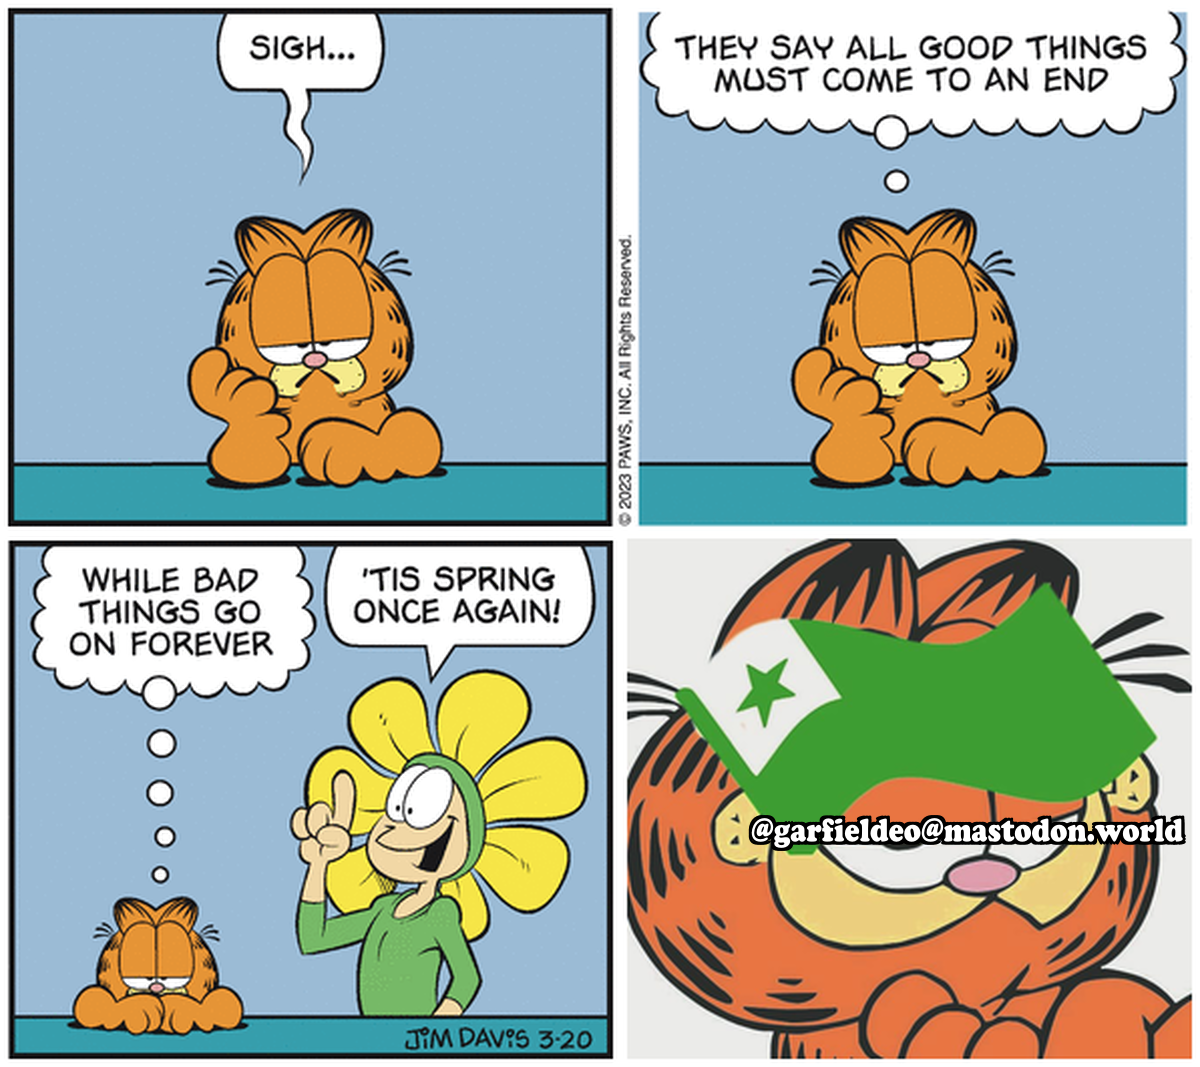 SIGH...
THEY SAY ALL GOOD THINGS
MUST COME TO AN END
© 2023 PAWS, INC. All Rights Reserved.
WHILE BAD
THINGS GO
ON FOREVER
'TIS SPRING
ONCE AGAIN!
JIM DAVIS 3-20
@garfieldeo@mastodon.world